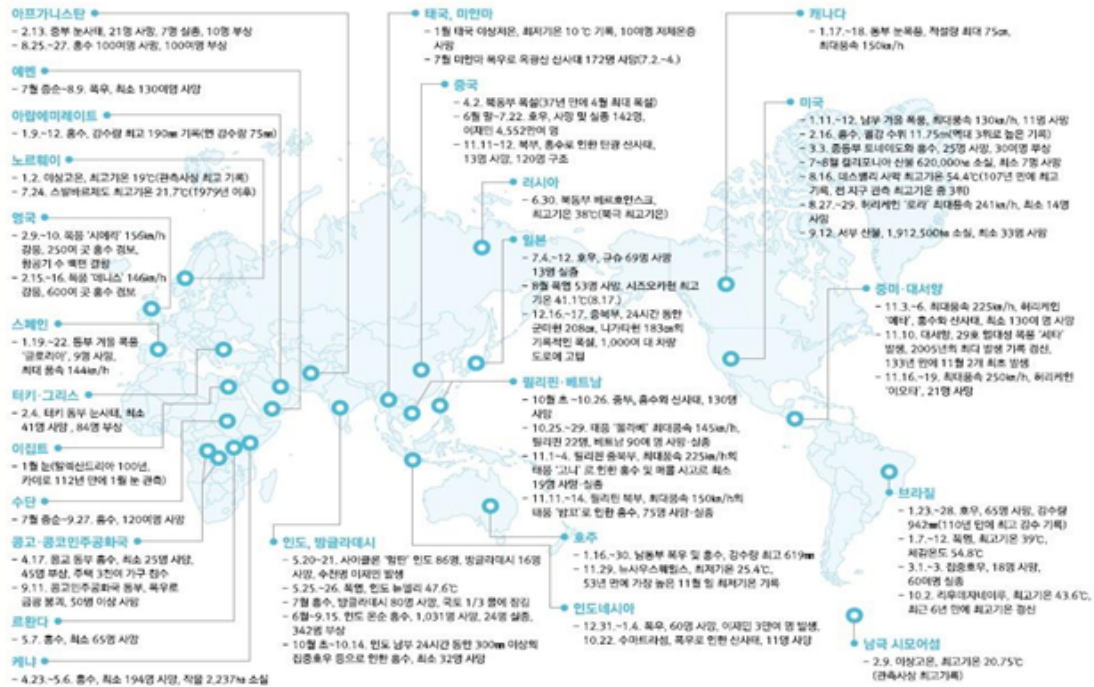 아프가니스탄
- 2.13. 중부 눈사태, 21명 사망, 7명 실종, 10명 부상
- 8.25.~27. 홍수 100여명 사망, 100여명 부상
예멘
- 7월 중순~8.9. 폭우, 최소 130여명 사망
아랍에미레이트
- 1.9.~12. 홍수, 강수량 최고 190㎜ 기록(연 강수량 75㎜)
노르웨이
- 1.2. 이상고온, 최고기온 19℃(관측사상 최고 기록)
- 7.24. 스발바르제도 최고기온 21.7℃(1979년 이후)
영국
- 2.9.~10. 폭풍 '시애라' 156㎞/h
강풍, 250여 곳 홍수 경보,
항공기 수 백편 결항
- 2.15.~16. 폭풍 '데니스' 146㎞/h
강풍, 600여 곳 홍수 경보
스페인
- 1.19.~22. 동부 겨울 폭풍
'글로리아', 9명 사망,
최대 풍속 144㎞/h
터키·그리스
- 2.4. 터키 동부 눈사태, 최소
41명 사망, 84명 부상
이집트
- 1월 눈(알렉산드리아 100년,
카이로 112년 만에 1월 눈 관측)
수단
- 7월 중순~9.27. 홍수, 120여명 사망
콩고·콩코민주공화국
- 4.17. 콩고 동부 홍수, 최소 25명 사망,
45명 부상, 주택 3천여 가구 침수
- 9.11. 콩고민주공화국 동부, 폭우로
금광 붕괴, 50명 이상 사망
르완다
- 5.7. 홍수, 최소 65명 사망
케냐
- 4.23.~5.6. 홍수, 최소 194명 사망, 작물 2,237㏊ 소실
인도, 방글라데시
- 5.20~21. 사이클론 '암판' 인도 86명, 방글라데시 16명
사망, 수천명 이재민 발생
- 5.25.~26. 폭염, 인도 뉴델리 47.6℃
- 7월 홍수, 방글라데시 80명 사망, 국토 1/3 물에 잠김
- 6월~9.15. 인도 몬순 홍수, 1,031명 사망, 24명 실종,
342명 부상
- 10월 초~10.14. 인도 남부 24시간 동안 300㎜ 이상의
집중호우 등으로 인한 홍수, 최소 32명 사망
태국, 미얀마
- 1월 태국 이상저온, 최저기온 10 ℃ 기록, 10여명 저체온증
사망
- 7월 미얀마 폭우로 옥광산 산사태 172명 사망(7.2.~4.)
중국
- 4.2. 북동부 폭설(37년 만에 4월 최대 폭설)
- 6월 말~7.22. 호우, 사망 및 실종 142명,
이재민 4,552만여 명
- 11.11~12. 북부, 홍수로 인한 탄광 산사태,
13명 사망, 120명 구조
러시아
- 6.30. 북동부 베르호얀스크,
최고기온 38℃(북극 최고기온)
일본
- 7.4.~12. 호우, 규슈 69명 사망
13명 실종
- 8월 폭염 53명 사망, 시즈오카현 최고
기온 41.1℃(8.17.)
- 12.16.~17. 중북부, 24시간 동안
군마현 208㎝, 니가타현 183㎝의
기록적인 폭설, 1,000여 대 차량
도로에 고립
필리핀·베트남
- 10월 초 ~10.26. 중부, 홍수와 산사태, 130명
사망
- 10.25.~29. 태풍 '몰라베' 최대풍속 145㎞/h,
필리핀 22명, 베트남 90여 명 사망·실종
- 11.1~4. 필리핀 중북부, 최대풍속 225㎞/h의
태풍 '고니' 로 인한 홍수 및 머플 사고로 최소
19명 사망·실종
- 11.11.~14. 필리핀 북부, 최대풍속 150㎞/h의
태풍 '밤꼬'로 인한 홍수, 75명 사망·실종
호주
- 1.16.~30. 남동부 폭우 및 홍수, 강수량 최고 619㎜
- 11.29. 뉴사우스웨일스, 최저기온 25.4℃,
53년 만에 가장 높은 11월 일 최저기온 기록
인도네시아
- 12.31.~1.4. 폭우, 60명 사망, 이재민 3만여 명 발생,
10.22. 수마트라섬, 폭우로 인한 산사태, 11명 사망
캐나다
- 1.17.~18. 동부 눈폭풍, 적설량 최대 75㎝,
최대풍속 150㎞/h
미국
- 1.11.~12. 남부 겨울 폭풍, 최대풍속 130㎞/h, 11명 사망
- 2.16. 홍수, 펄강 수위 11.75m(역대 3위로 높은 기록)
- 3.3. 중동부 토네이도와 홍수, 25명 사망, 30여명 부상
- 7~8월 캘리포니아 산불 620,000㏊ 소실, 최소 7명 사망
- 8.16. 데스밸리 사막 최고기온 54.4℃(107년 만에 최고
기록, 전 지구 관측 최고기온 중 3위)
- 8.27.~29. 허리케인 '로라' 최대풍속 241㎞/h, 최소 14명
사망
- 9.12. 서부 산불, 1,912,500㏊ 소실, 최소 33명 사망
중미·대서양
- 11.3.~6. 최대풍속 225㎞/h, 허리케인
'에타', 홍수와 산사태, 최소 130여 명 사망
- 11.10. 대서양, 29호 열대성 폭풍 '세타'
발생, 2005년의 최다 발생 기록 경신,
133년 만에 11월 2개 최초 발생
- 11.16.~19. 최대풍속 250㎞/h, 허리케인
'이오타', 21명 사망
브라질
- 1.23.~28. 호우, 65명 사망, 강수량
942㎜(110년 만에 최고 강수 기록)
- 1.7.~12. 폭염, 최고기온 39℃,
체감온도 54.8℃
- 3.1.~3. 집중호우, 18명 사망,
60여명 실종
- 10.2. 리우데자네이루, 최고기온 43.6℃,
최근 6년 만에 최고기온 경신
남극 시모어섬
- 2.9. 이상고온, 최고기온 20.75℃
(관측사상 최고기록)